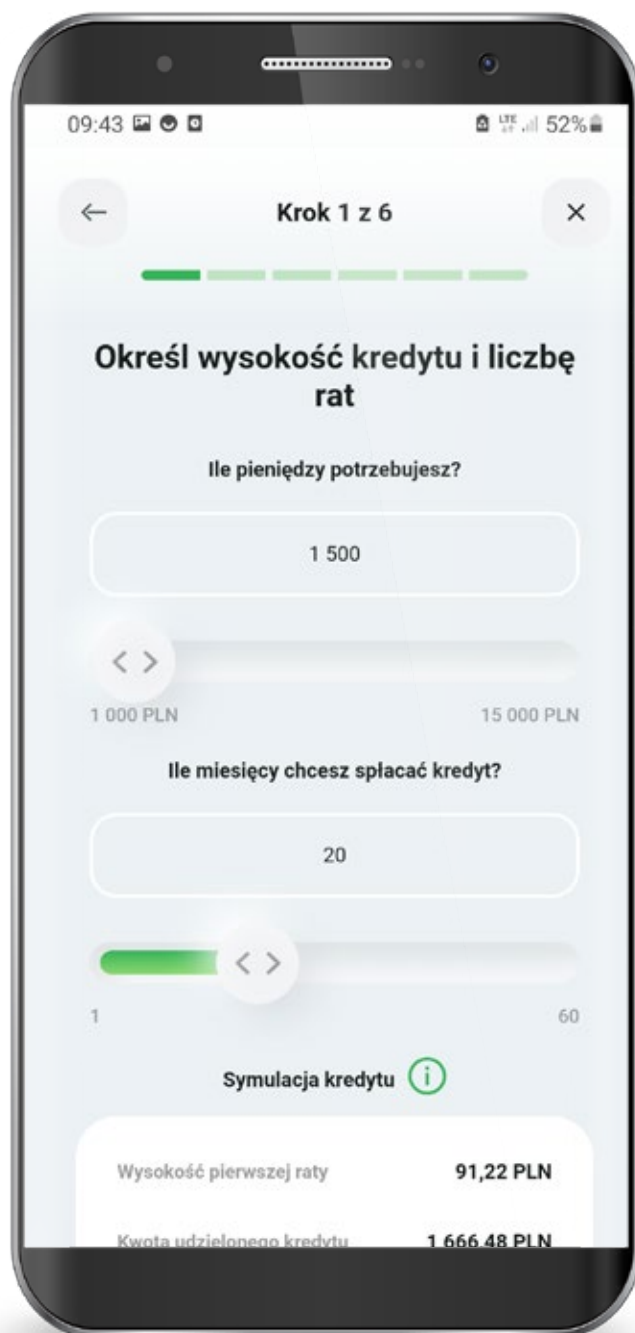 09:43 LTE 52%
Krok 1 z 6
Określ wysokość kredytu i liczbę
rat
Ile pieniędzy potrzebujesz?
1 500
1 000 PLN 15 000 PLN
Ile miesięcy chcesz spłacać kredyt?
20
1 60
Symulacja kredytu
Wysokość pierwszej raty 91,22 PLN
Kwota udzielonego kredytu 1 666,48 PLN